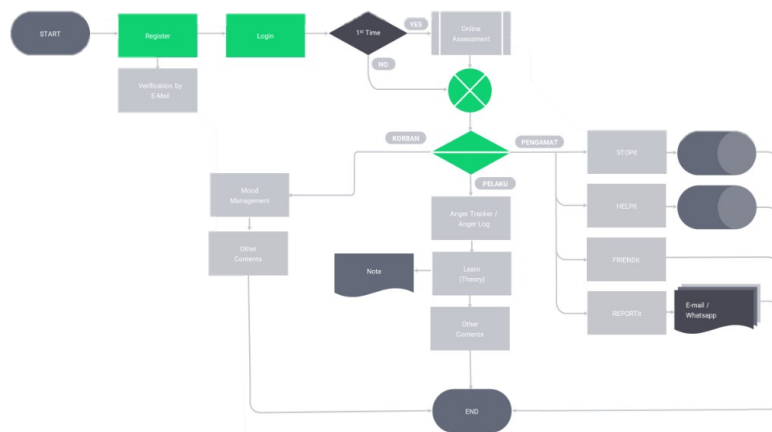 START
Register
Login
1st Time
YES
Online
Assessment
Verification by
E-Mail
NO
KORBAN
PENGAMAT
STOPit
Mood
Management
PELAKU
HELPit
Anger Tracker /
Anger Log
Other
Contents
Note
Learn
(Theory)
FRIENDit
Other
Contents
REPORTit
E-mail /
Whatsapp
END